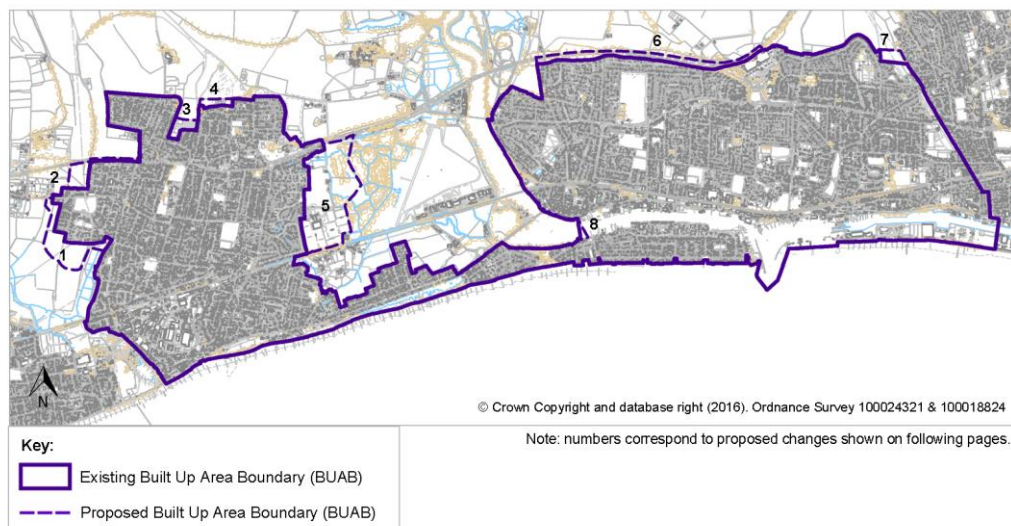 6
7
4
3
2
5
8
1
N
© Crown Copyright and database right (2016). Ordnance Survey 100024321 & 100018824
Key:
Note: numbers correspond to proposed changes shown on following pages.
Existing Built Up Area Boundary (BUAB)
Proposed Built Up Area Boundary (BUAB)